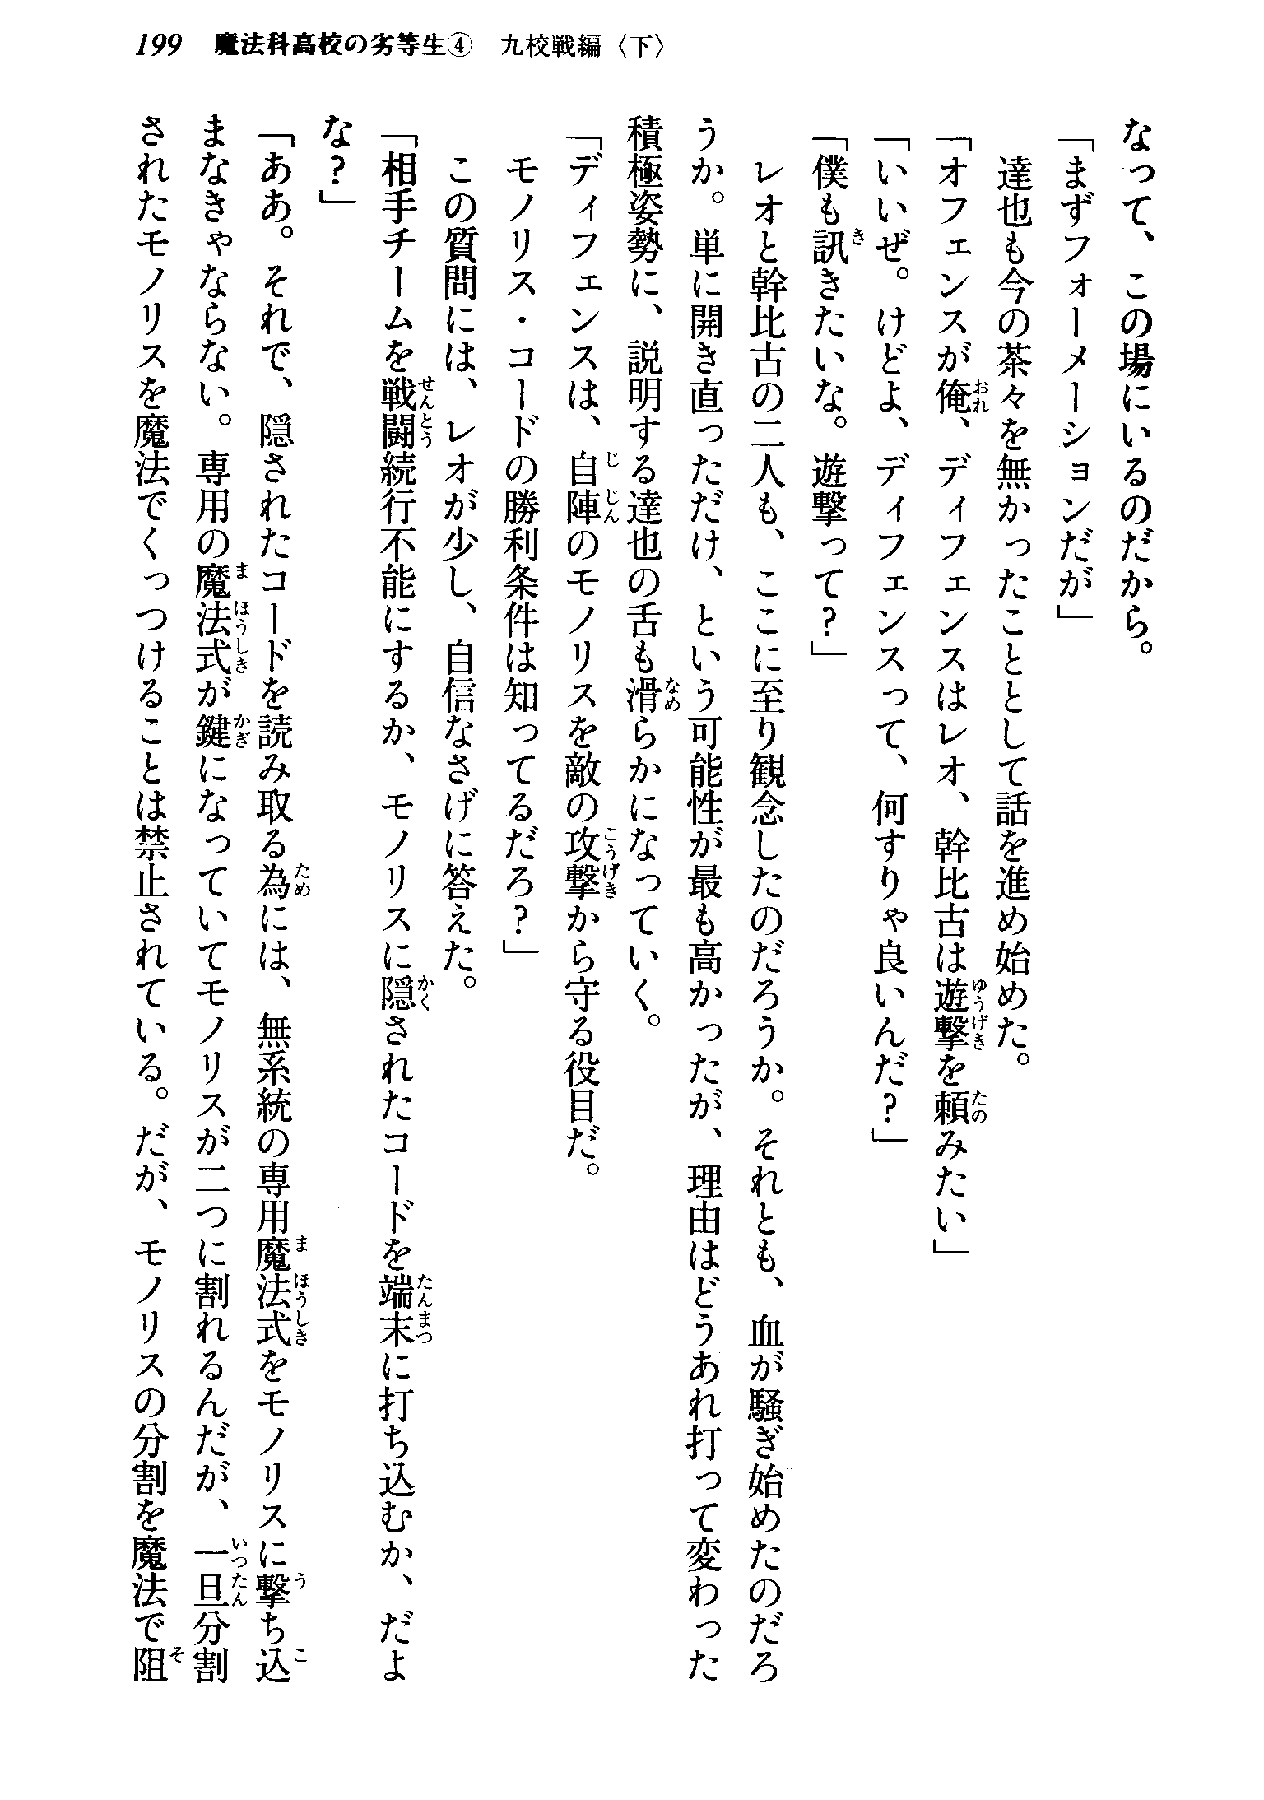 199 魔法科高校の劣等生④ 九校戦編〈下〉
なって、この場にいるのだから。
「まずフォーメーションだが」
達也も今の茶々を無かったこととして話を進め始めた。
「オフェンスが俺、ディフェンスはレオ、幹比古は遊撃を頼みたい」
「いいぜ。けどよ、ディフェンスって、何すりゃ良いんだ？」
「僕も訊きたいな。遊撃って？」
レオと幹比古の二人も、ここに至り観念したのだろうか。それとも、血が騒ぎ始めたのだろ
うか。単に開き直っただけ、という可能性が最も高かったが、理由はどうあれ打って変わった
積極姿勢に、説明する達也の舌も滑らかになっていく。
「ディフェンスは、自陣のモノリスを敵の攻撃から守る役目だ。
モノリス・コードの勝利条件は知ってるだろ？」
この質問には、レオが少し、自信なさげに答えた。
「相手チームを戦闘続行不能にするか、モノリスに隠されたコードを端末に打ち込むか、だよ
な？」
「ああ。それで、隠されたコードを読み取る為には、無系統の専用魔法式をモノリスに撃ち込
まなきゃならない。専用の魔法式が鍵になっていてモノリスが二つに割れるんだが、一旦分割
されたモノリスを魔法でくっつけることは禁止されている。だが、モノリスの分割を魔法で阻